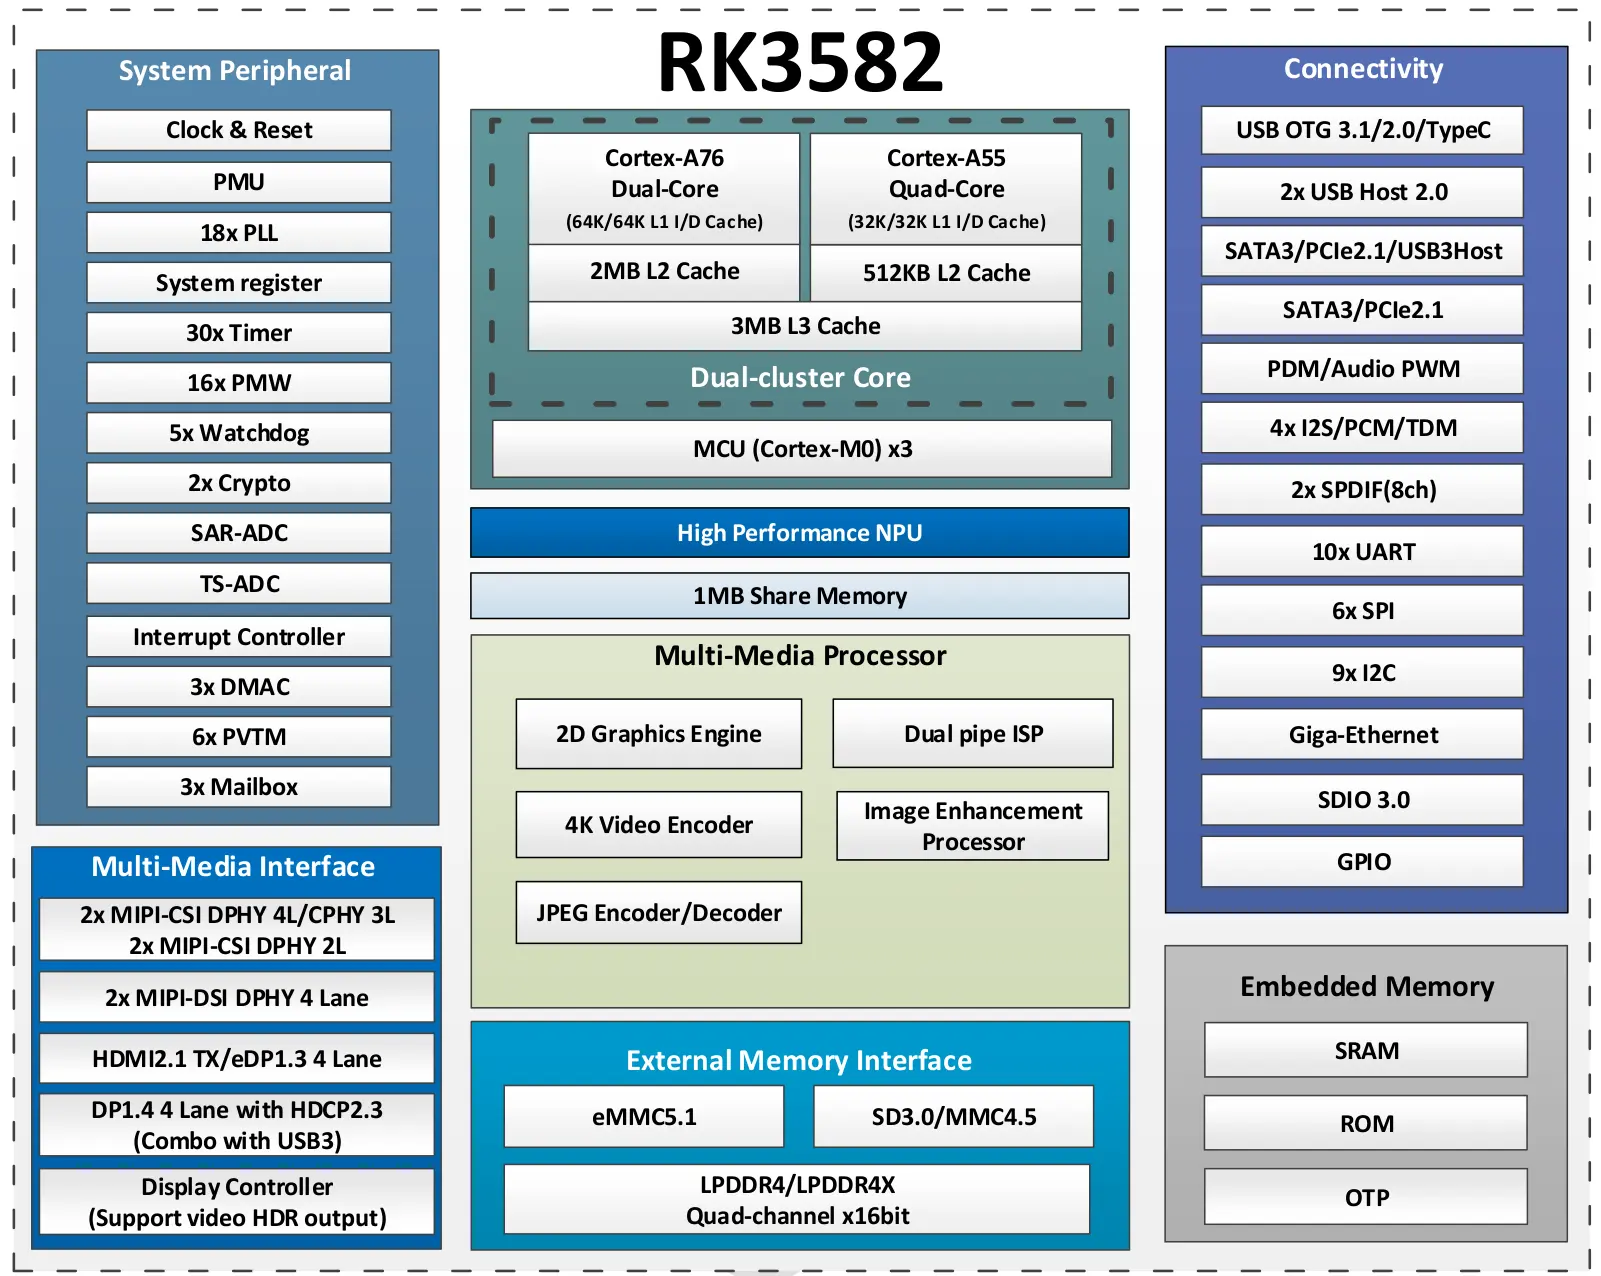 RK3582
System Peripheral
Clock & Reset
PMU
18x PLL
System register
30x Timer
16x PMW
5x Watchdog
2x Crypto
SAR-ADC
TS-ADC
Interrupt Controller
3x DMAC
6x PVTM
3x Mailbox
Multi-Media Interface
2x MIPI-CSI DPHY 4L/CPHY 3L
2x MIPI-CSI DPHY 2L
2x MIPI-DSI DPHY 4 Lane
HDMI2.1 TX/eDP1.3 4 Lane
DP1.4 4 Lane with HDCP2.3
(Combo with USB3)
Display Controller
(Support video HDR output)
Cortex-A76
Dual-Core
(64K/64K L1 I/D Cache)
2MB L2 Cache
Cortex-A55
Quad-Core
(32K/32K L1 I/D Cache)
512KB L2 Cache
3MB L3 Cache
Dual-cluster Core
MCU (Cortex-M0) x3
High Performance NPU
1MB Share Memory
Multi-Media Processor
2D Graphics Engine
Dual pipe ISP
4K Video Encoder
Image Enhancement
Processor
JPEG Encoder/Decoder
External Memory Interface
eMMC5.1
SD3.0/MMC4.5
LPDDR4/LPDDR4X
Quad-channel x16bit
Connectivity
USB OTG 3.1/2.0/TypeC
2x USB Host 2.0
SATA3/PCIe2.1/USB3Host
SATA3/PCIe2.1
PDM/Audio PWM
4x I2S/PCM/TDM
2x SPDIF(8ch)
10x UART
6x SPI
9x I2C
Giga-Ethernet
SDIO 3.0
GPIO
Embedded Memory
SRAM
ROM
OTP